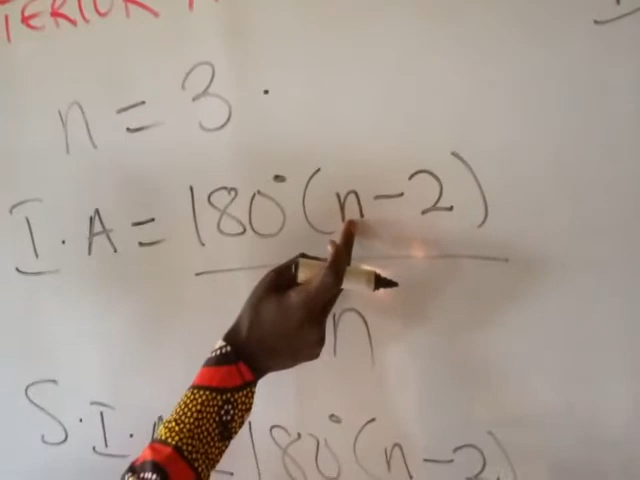 n = 3 .
I.A = 180°(n-2)
n
S.I. = 180°(n-2)